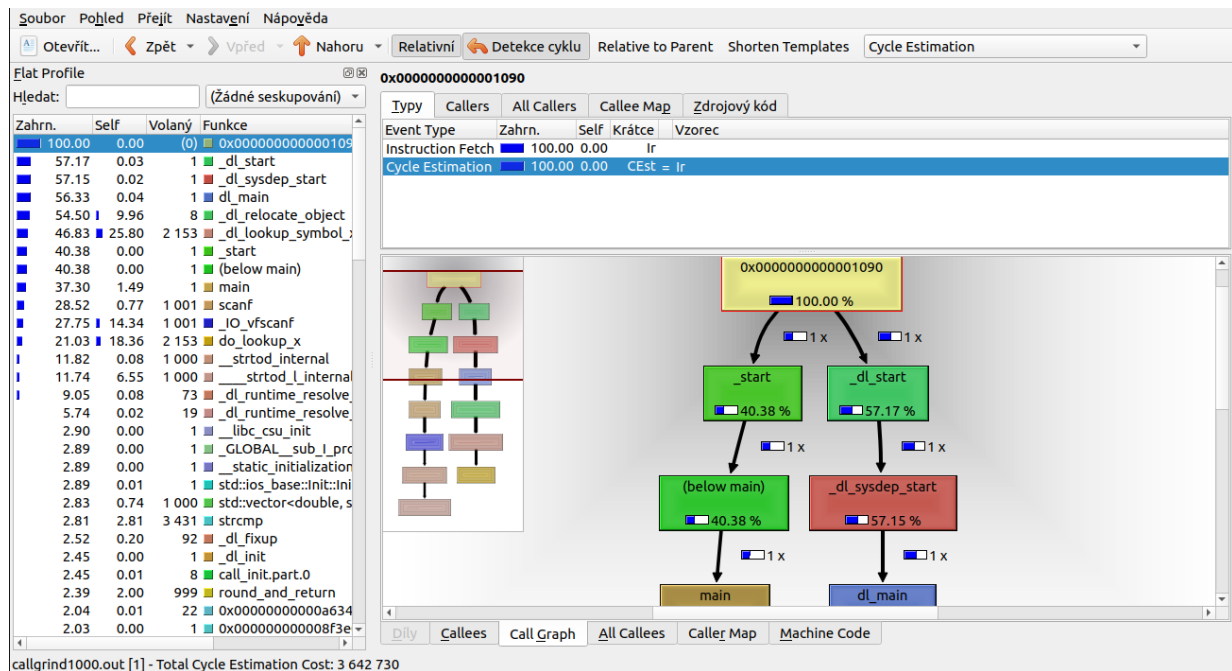 Soubor Pohled Přejít Nastavení Nápověda
Otevřít... Zpět Vpřed Nahoru Relativní Detekce cyklu Relative to Parent Shorten Templates Cycle Estimation
Flat Profile
Hledat: (Žádné seskupování)
Zahrn. Self Volaný Funkce
100.00 0.00 (0) 0x000000000000109
57.17 0.03 1 _dl_start
57.15 0.02 1 _dl_sysdep_start
56.33 0.04 1 dl_main
54.50 9.96 8 _dl_relocate_object
46.83 25.80 2 153 _dl_lookup_symbol_
40.38 0.00 1 _start
40.38 0.00 1 (below main)
37.30 1.49 1 main
28.52 0.77 1 001 scanf
27.75 14.34 1 001 _IO_vfscanf
21.03 18.36 2 153 do_lookup_x
11.82 0.08 1 000 __strtod_internal
11.74 6.55 1 000 ____strtod_l_internal
9.05 0.08 73 _dl_runtime_resolve_
5.74 0.02 19 _dl_runtime_resolve_
2.90 0.00 1 __libc_csu_init
2.89 0.00 1 _GLOBAL__sub_I_pro
2.89 0.00 1 __static_initialization
2.89 0.01 1 std::ios_base::Init::Ini
2.83 0.74 1 000 std::vector<double, s
2.81 2.81 3 431 strcmp
2.52 0.20 92 _dl_fixup
2.45 0.00 1 _dl_init
2.45 0.01 8 call_init.part.0
2.39 2.00 999 round_and_return
2.04 0.01 22 0x00000000000a634
2.03 0.00 1 0x000000000008f3e
0x0000000000001090
Typy Callers All Callers Callee Map Zdrojový kód
Event Type Zahrn. Self Krátce Vzorec
Instruction Fetch 100.00 0.00 Ir
Cycle Estimation 100.00 0.00 CEst = Ir
0x0000000000001090
100.00 %
1 x 1 x
_start _dl_start
40.38 % 57.17 %
1 x 1 x
(below main) _dl_sysdep_start
40.38 % 57.15 %
1 x 1 x
main dl_main
Díly Callees Call Graph All Callees Caller Map Machine Code
callgrind1000.out [1] - Total Cycle Estimation Cost: 3 642 730